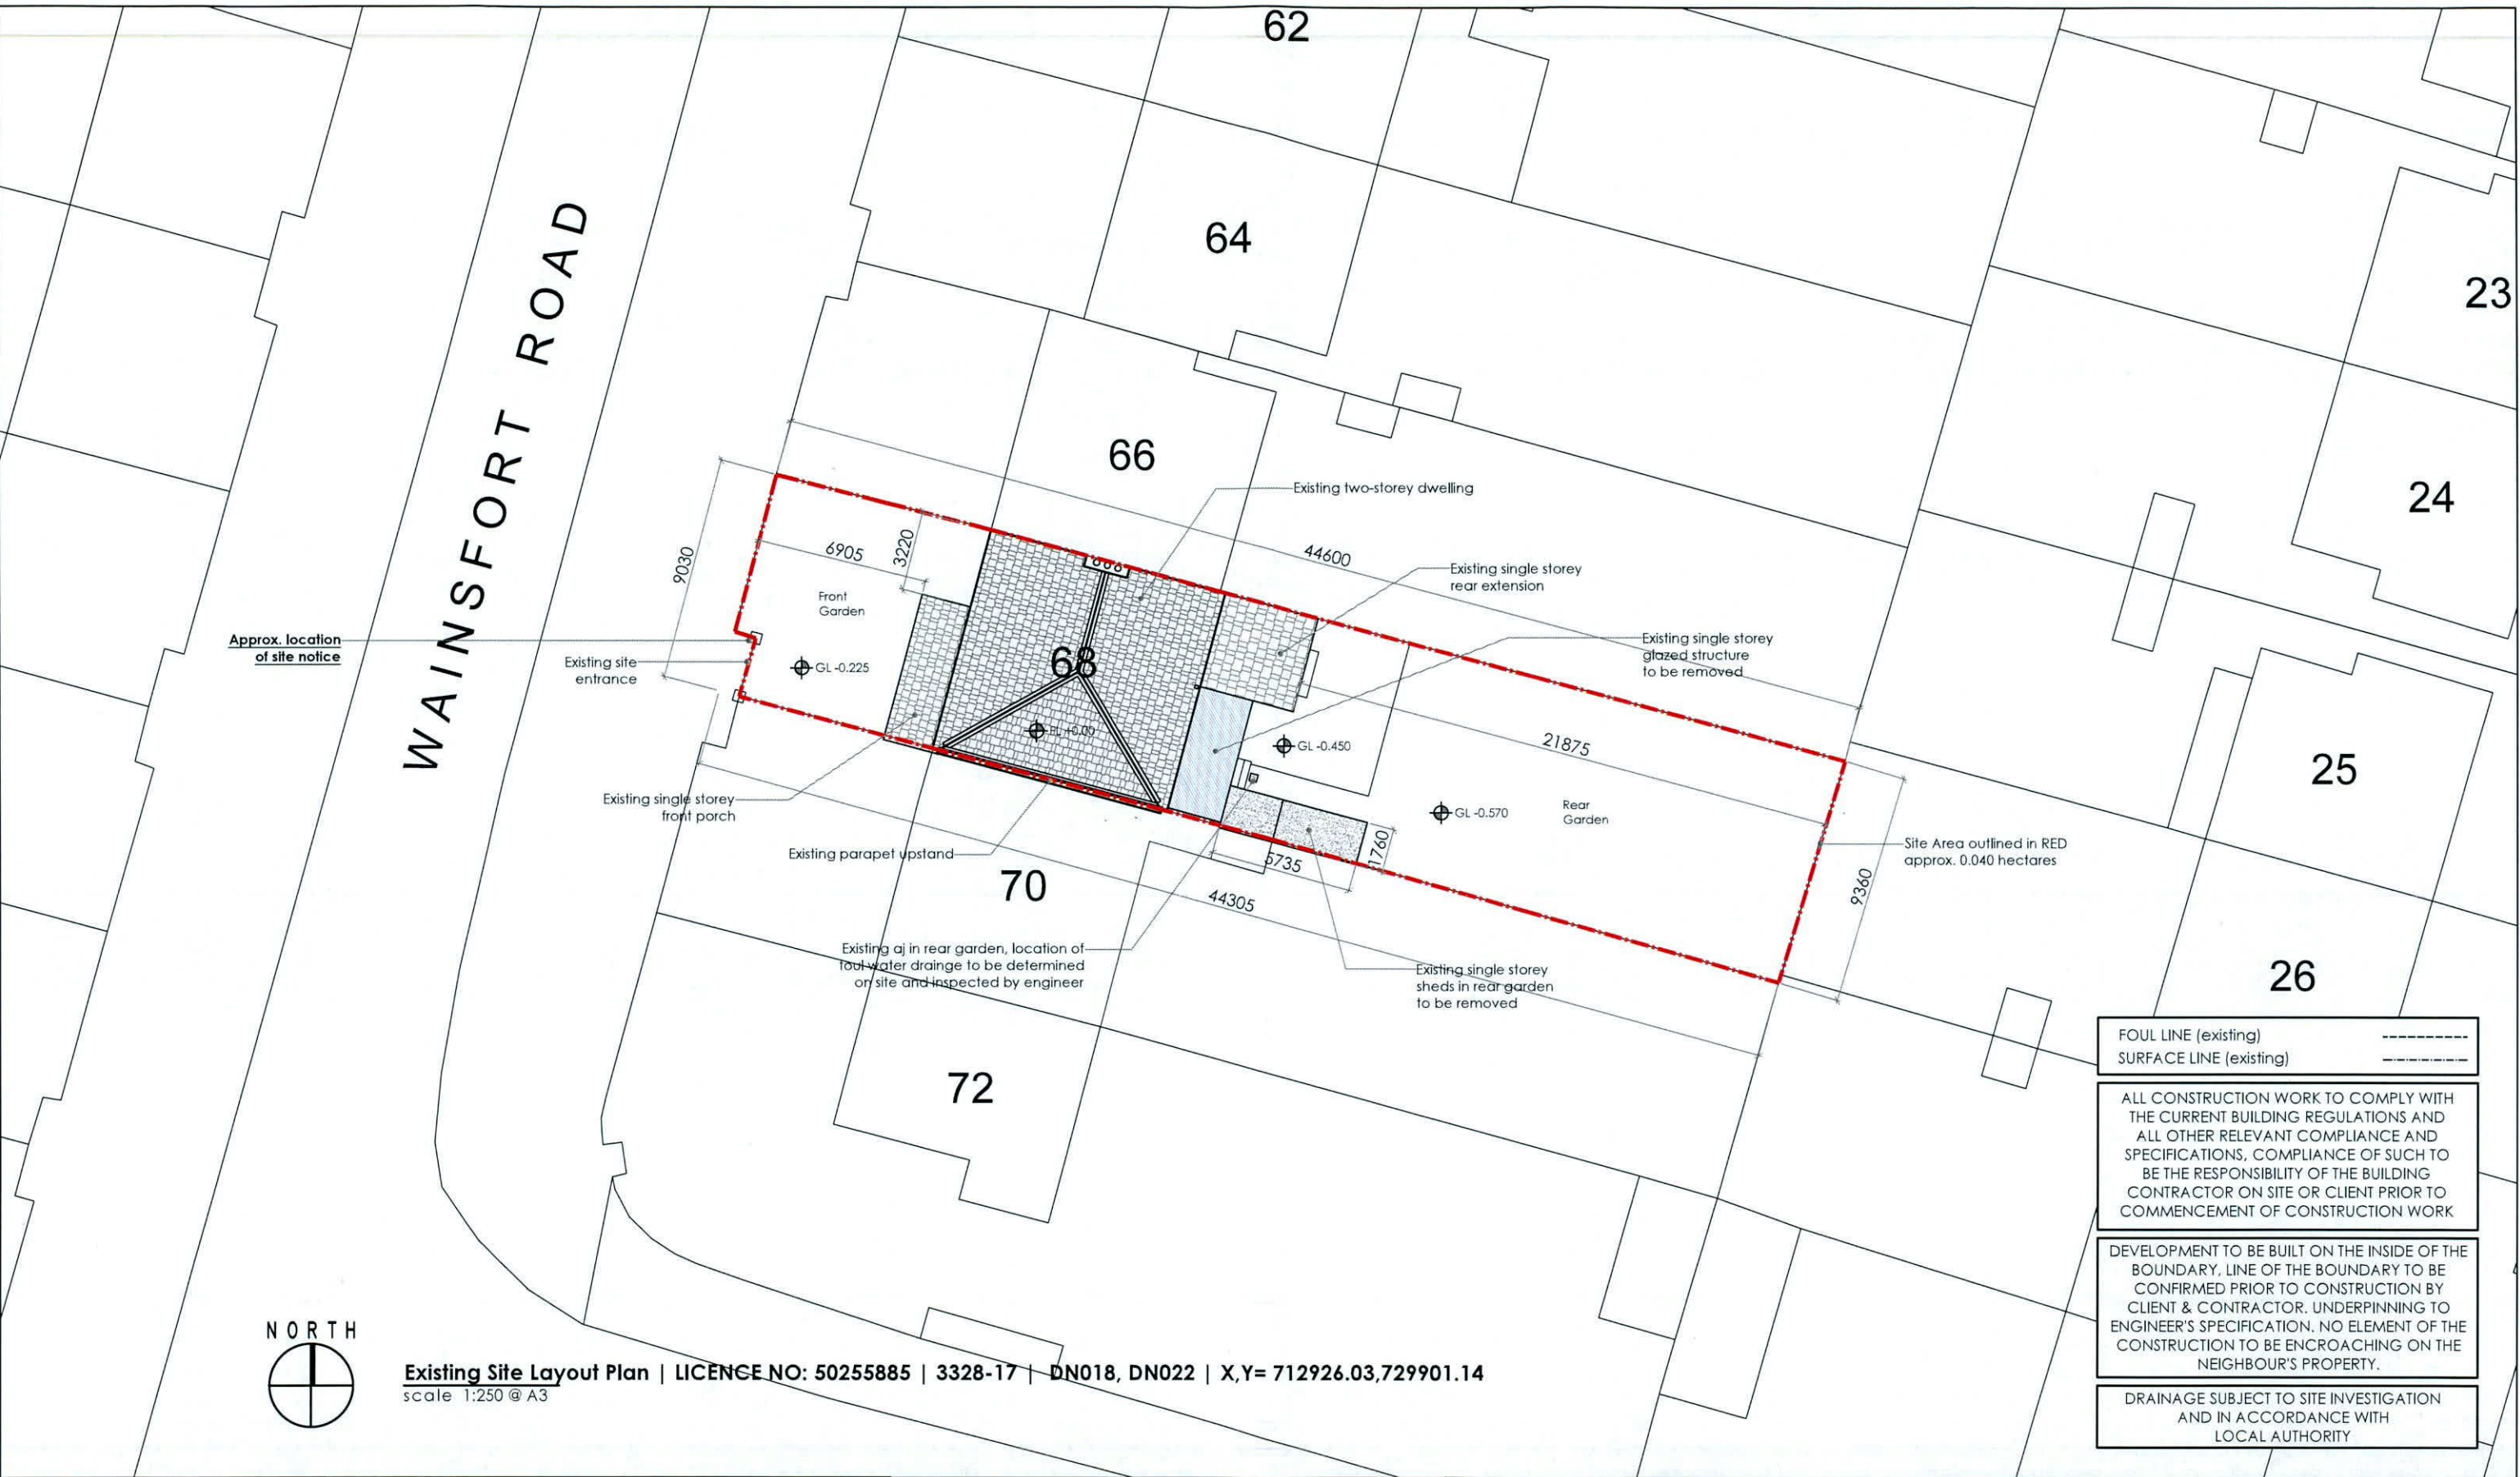 62
64
23
66
24
WAINSFORT ROAD
Existing two-storey dwelling
9030
6905
3220
44600
Existing single storey
rear extension
Front
Garden
Approx. location
of site notice
Existing site
entrance
GL -0.225
68
Existing single storey
glazed structure
to be removed
FL +0.00
GL -0.450
21875
25
Existing single storey
front porch
GL -0.570
Rear
Garden
Existing parapet upstand
1760
5735
Site Area outlined in RED
approx. 0.040 hectares
9360
70
44305
Existing aj in rear garden, location of
foul water drainge to be determined
on site and inspected by engineer
Existing single storey
sheds in rear garden
to be removed
26
72
FOUL LINE (existing)
SURFACE LINE (existing)
ALL CONSTRUCTION WORK TO COMPLY WITH
THE CURRENT BUILDING REGULATIONS AND
ALL OTHER RELEVANT COMPLIANCE AND
SPECIFICATIONS, COMPLIANCE OF SUCH TO
BE THE RESPONSIBILITY OF THE BUILDING
CONTRACTOR ON SITE OR CLIENT PRIOR TO
COMMENCEMENT OF CONSTRUCTION WORK
DEVELOPMENT TO BE BUILT ON THE INSIDE OF THE
BOUNDARY, LINE OF THE BOUNDARY TO BE
CONFIRMED PRIOR TO CONSTRUCTION BY
CLIENT & CONTRACTOR. UNDERPINNING TO
ENGINEER'S SPECIFICATION. NO ELEMENT OF THE
CONSTRUCTION TO BE ENCROACHING ON THE
NEIGHBOUR'S PROPERTY.
DRAINAGE SUBJECT TO SITE INVESTIGATION
AND IN ACCORDANCE WITH
LOCAL AUTHORITY
NORTH
Existing Site Layout Plan | LICENCE NO: 50255885 | 3328-17 | DN018, DN022 | X,Y= 712926.03,729901.14
scale 1:250 @ A3